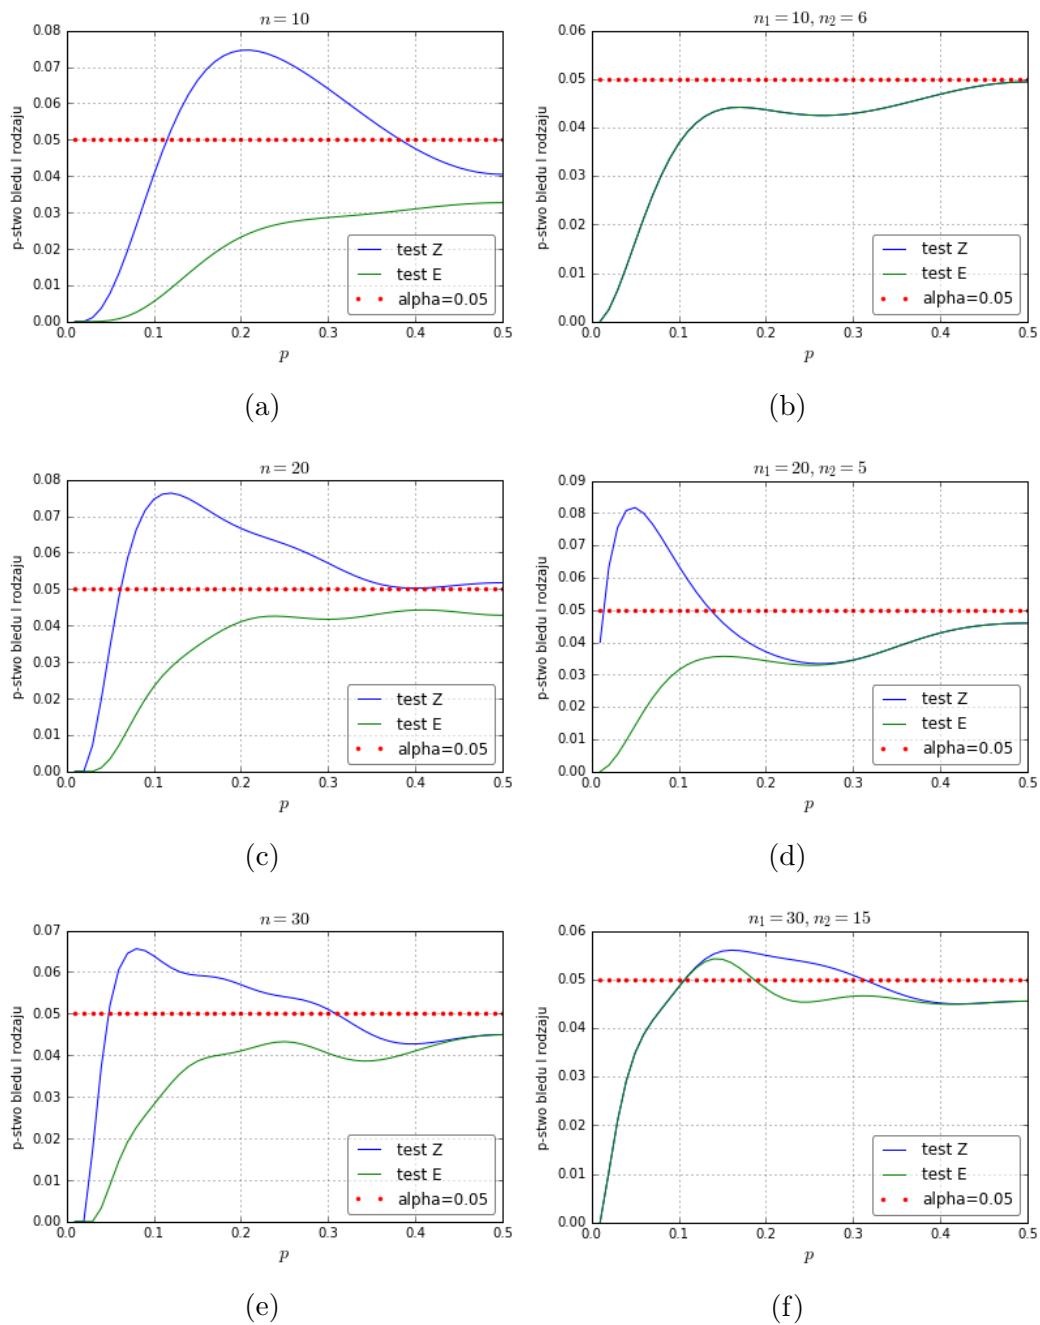 n = 10
0.08
0.07
0.06
0.05
0.04
0.03
0.02
0.01
0.00
p-stwo bledu I rodzaju
test Z
test E
alpha=0.05
0.0 0.1 0.2 0.3 0.4 0.5
p
(a)
n₁ = 10, n₂ = 6
0.06
0.05
0.04
0.03
0.02
0.01
0.00
p-stwo bledu I rodzaju
test Z
test E
alpha=0.05
0.0 0.1 0.2 0.3 0.4 0.5
p
(b)
n = 20
0.08
0.07
0.06
0.05
0.04
0.03
0.02
0.01
0.00
p-stwo bledu I rodzaju
test Z
test E
alpha=0.05
0.0 0.1 0.2 0.3 0.4 0.5
p
(c)
n₁ = 20, n₂ = 5
0.09
0.08
0.07
0.06
0.05
0.04
0.03
0.02
0.01
0.00
p-stwo bledu I rodzaju
test Z
test E
alpha=0.05
0.0 0.1 0.2 0.3 0.4 0.5
p
(d)
n = 30
0.07
0.06
0.05
0.04
0.03
0.02
0.01
0.00
p-stwo bledu I rodzaju
test Z
test E
alpha=0.05
0.0 0.1 0.2 0.3 0.4 0.5
p
(e)
n₁ = 30, n₂ = 15
0.06
0.05
0.04
0.03
0.02
0.01
0.00
p-stwo bledu I rodzaju
test Z
test E
alpha=0.05
0.0 0.1 0.2 0.3 0.4 0.5
p
(f)